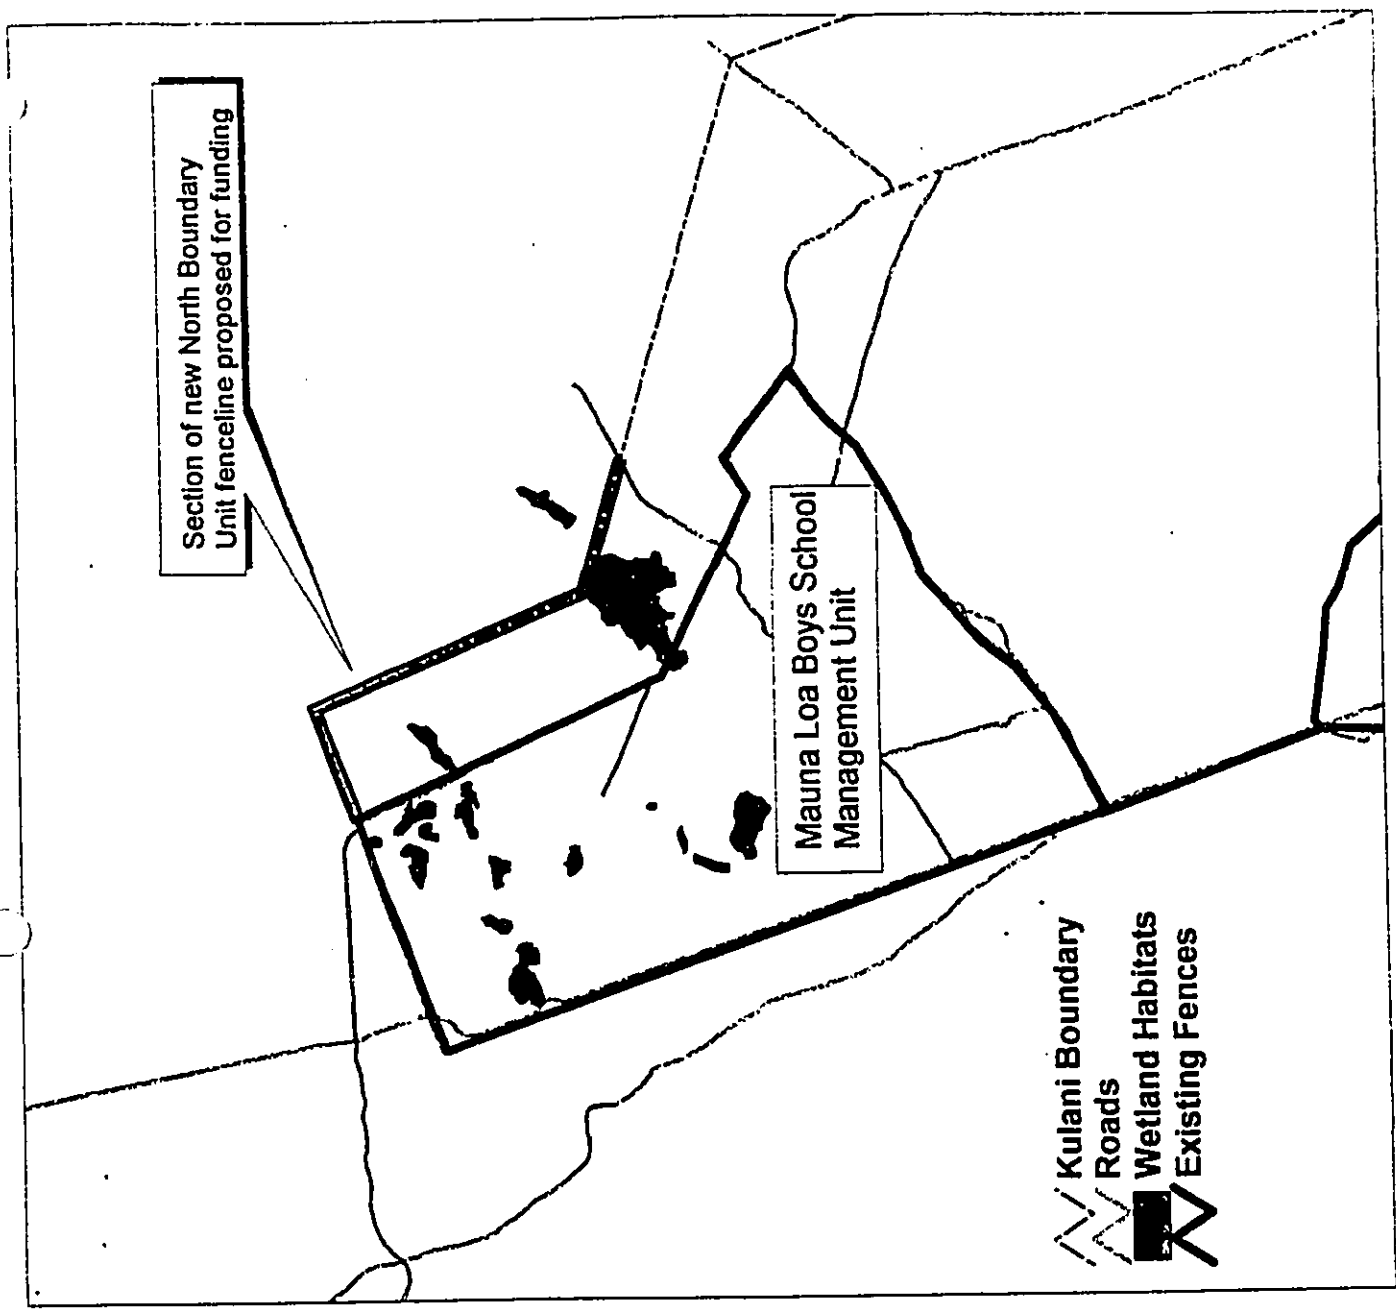 Section of new North Boundary
Unit fenceline proposed for funding
Mauna Loa Boys School
Management Unit
Kulani Boundary
Roads
Wetland Habitats
Existing Fences